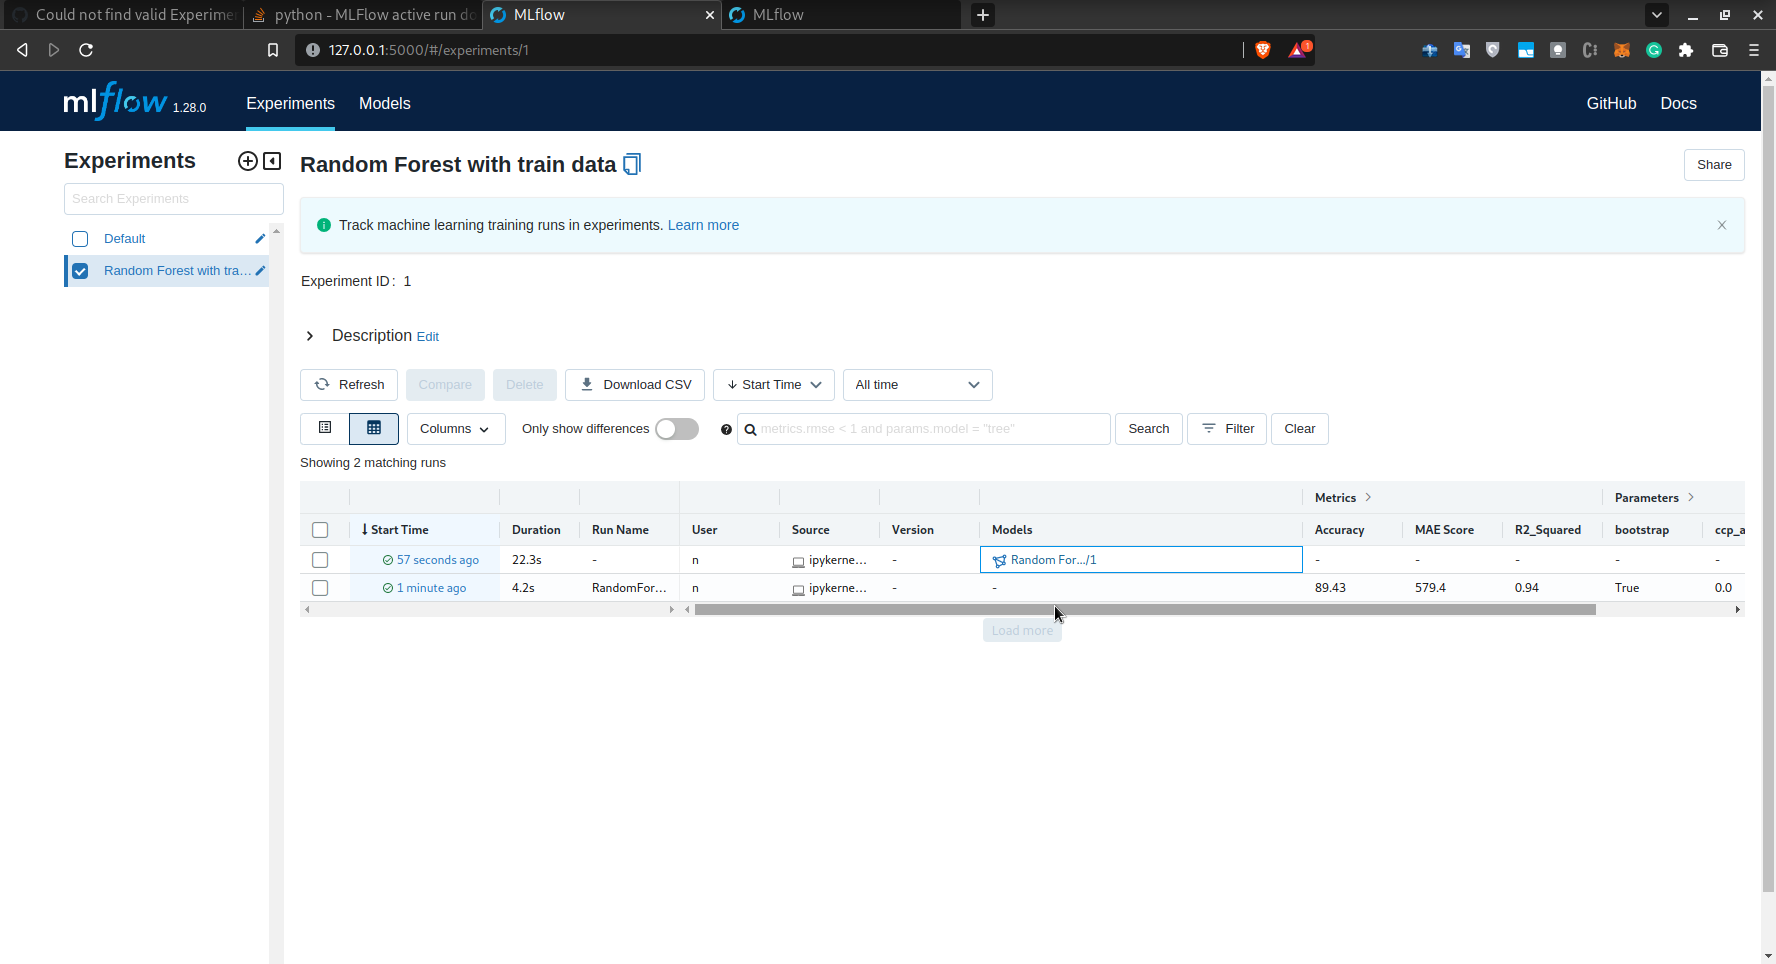 Could not find valid Experime
python - MLFlow active run do
MLflow
MLflow
127.0.0.1:5000/#/experiments/1
1
mlflow 1.28.0
Experiments
Models
GitHub
Docs
Experiments
Search Experiments
Default
Random Forest with tra...
Random Forest with train data
Share
Track machine learning training runs in experiments. Learn more
Experiment ID: 1
Description Edit
Refresh
Compare
Delete
Download CSV
Start Time
All time
Columns
Only show differences
metrics.rmse < 1 and params.model = "tree"
Search
Filter
Clear
Showing 2 matching runs
Metrics
Parameters
Start Time Duration Run Name User Source Version Models Accuracy MAE Score R2_Squared bootstrap ccp_a
57 seconds ago 22.3s - n ipykerne... - Random For.../1 - - - - -
1 minute ago 4.2s RandomFor... n ipykerne... - - 89.43 579.4 0.94 True 0.0
Load more